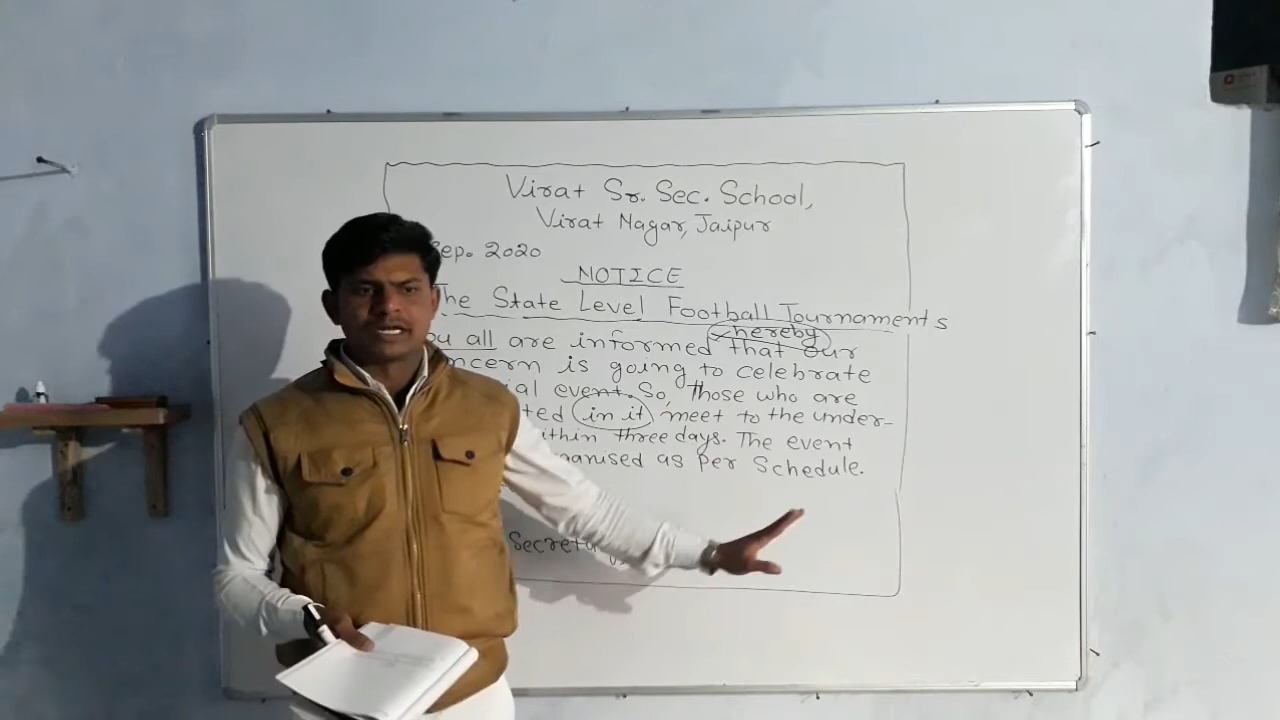 Virat Sr. Sec. School,
Virat Nagar, Jaipur
Sep. 2020
NOTICE
The State Level Football Tournaments
hereby
all are informed that our
is going to celebrate
event. So, Those who are
in it meet to the under-
within three days. The event
as per schedule.